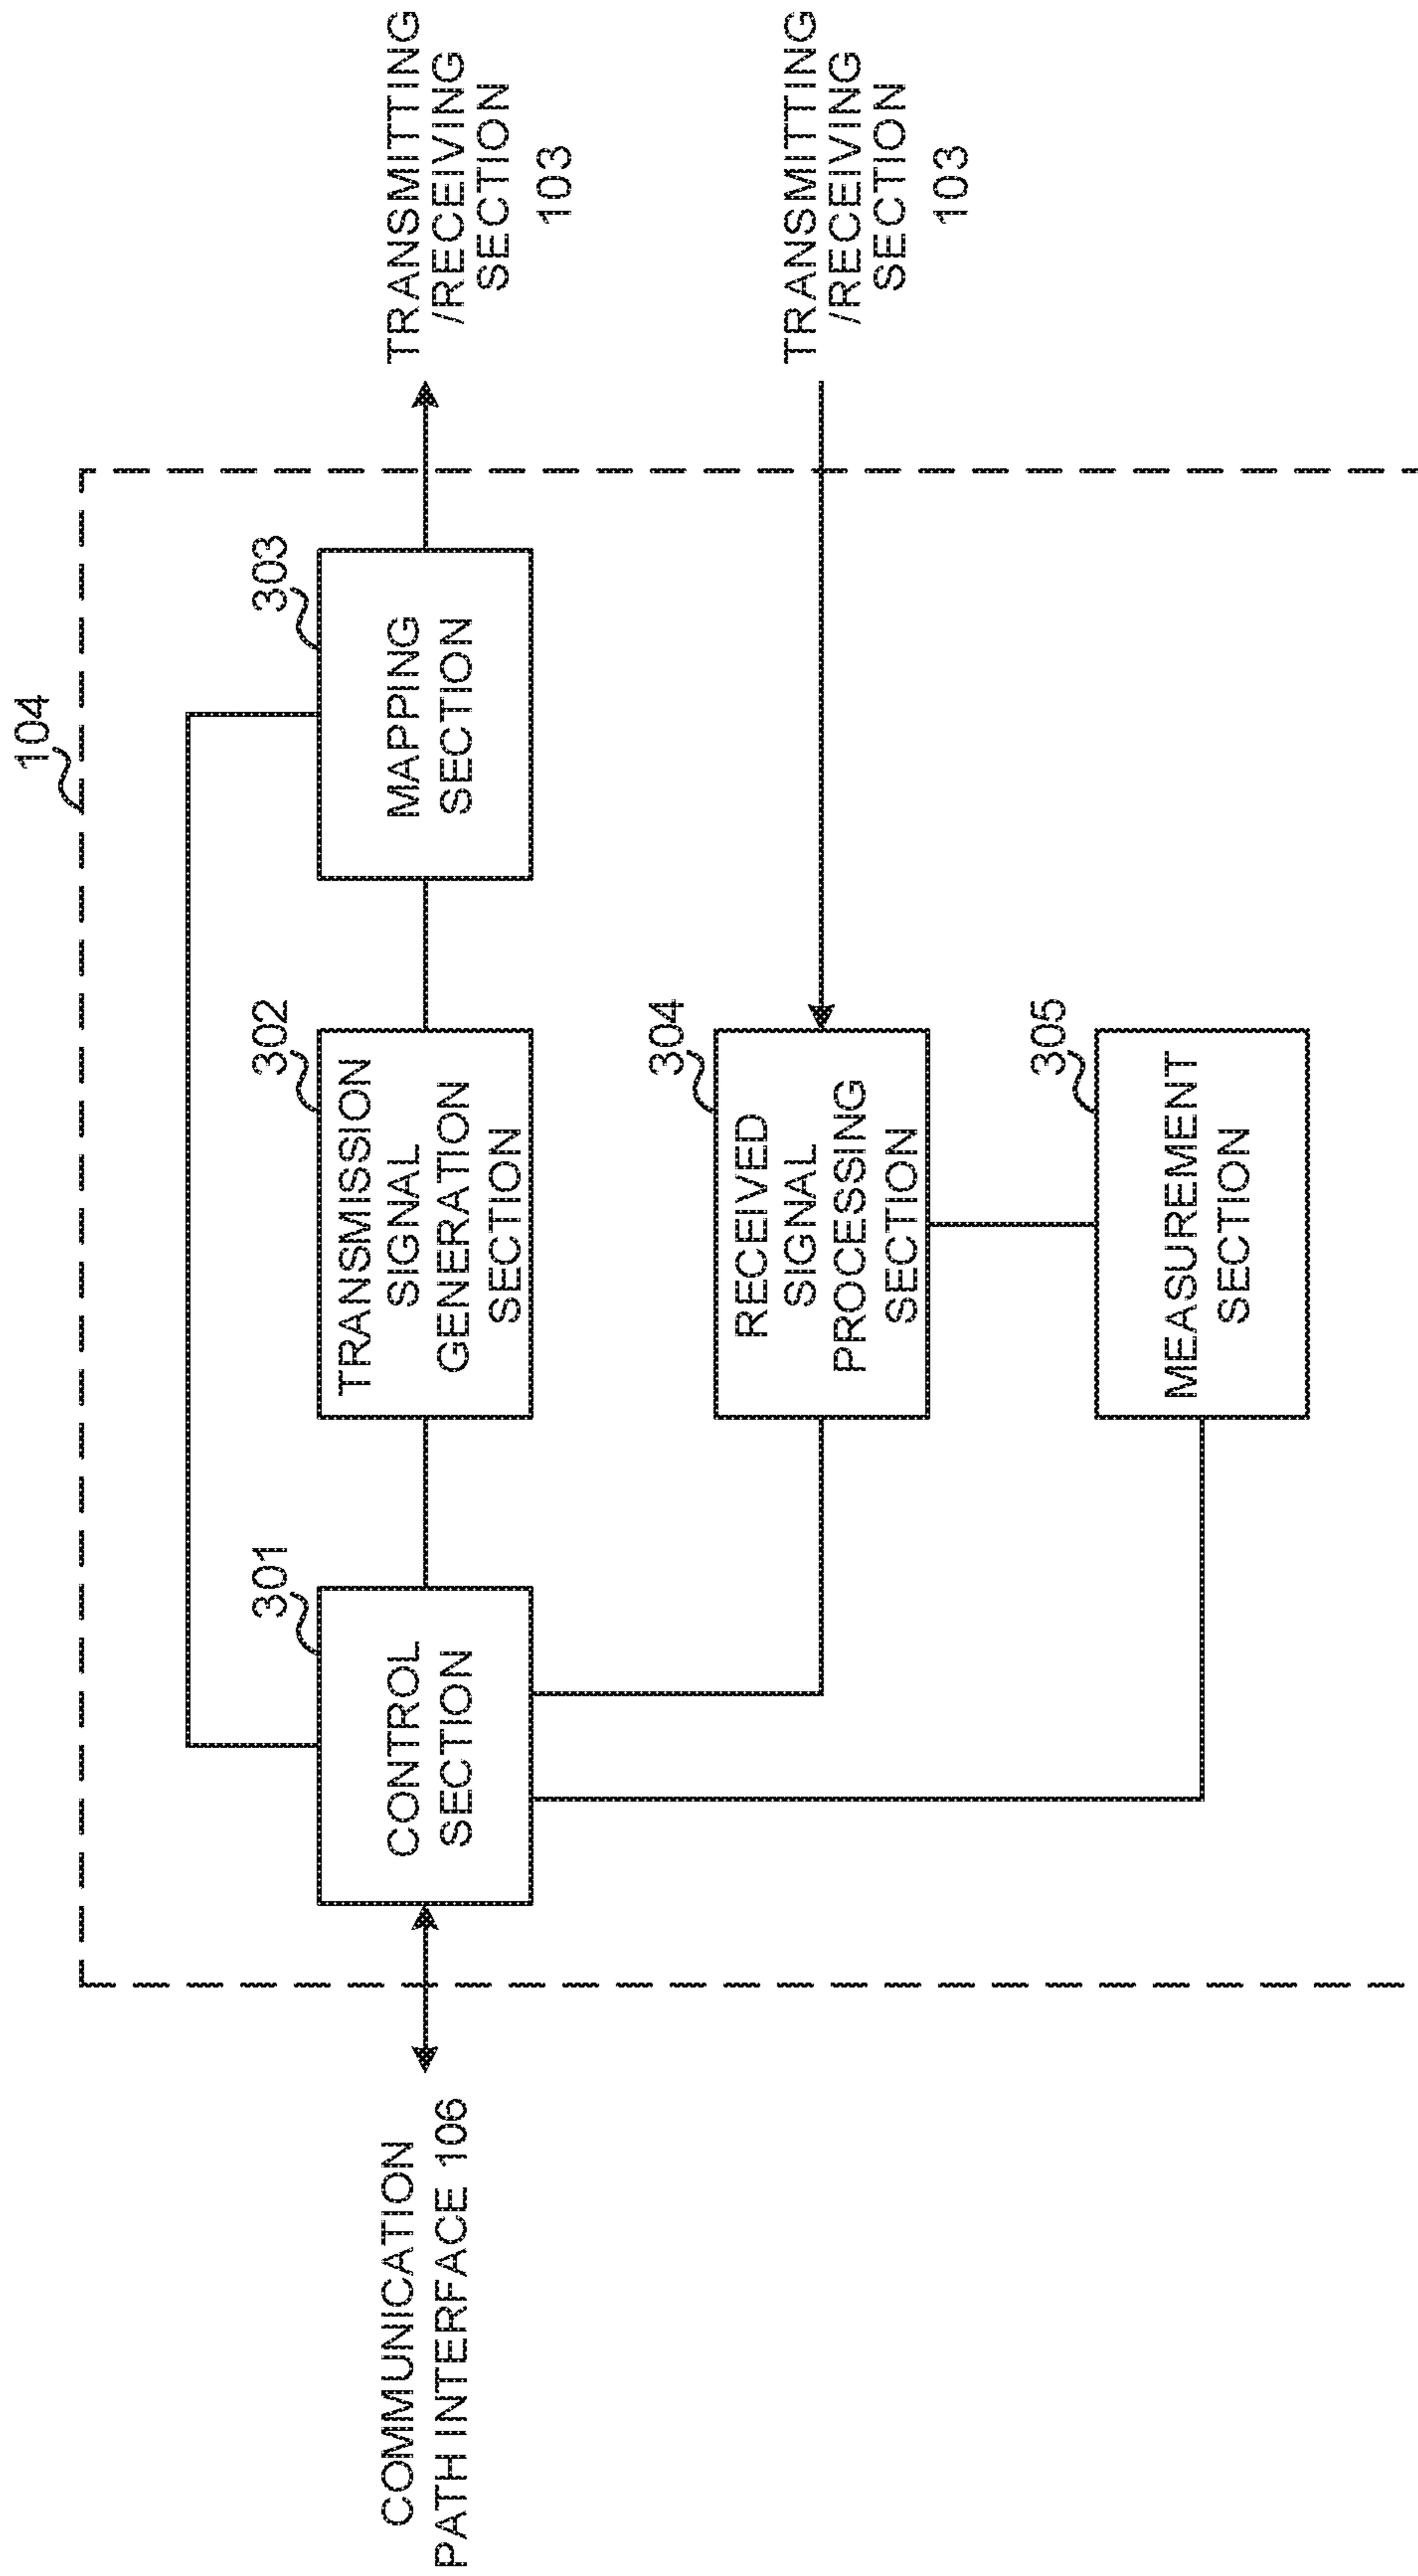 104
COMMUNICATION
PATH INTERFACE 106
301
CONTROL
SECTION
302
TRANSMISSION
SIGNAL
GENERATION
SECTION
303
MAPPING
SECTION
TRANSMITTING
/RECEIVING
SECTION
103
304
RECEIVED
SIGNAL
PROCESSING
SECTION
TRANSMITTING
/RECEIVING
SECTION
103
305
MEASUREMENT
SECTION